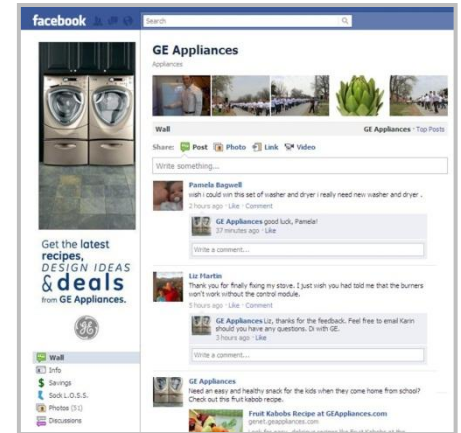 facebook
Search
GE Appliances
Appliances
Wall
GE Appliances · Top Posts
Share: Post Photo Link Video
Write something...
Pamela Bagwell
wish i could win this set of washer and dryer i really need new washer and dryer .
2 hours ago · Like · Comment
GE Appliances good luck, Pamela!
37 minutes ago · Like
Write a comment...
Get the latest
recipes,
DESIGN IDEAS
& deals
from GE Appliances.
GE
Liz Martin
Thank you for finally fixing my stove. I just wish you had told me that the burners
won't work without the control module.
5 hours ago · Like · Comment
GE Appliances Liz, thanks for the feedback. Feel free to email Karin
should you have any questions. Di with GE.
3 hours ago · Like
Write a comment...
Wall
Info
Savings
Sock L.O.S.S.
Photos (51)
Discussions
GE Appliances
Need an easy and healthy snack for the kids when they come home from school?
Check out this fruit kabob recipe.
Fruit Kabobs Recipe at GEAppliances.com
genet.geappliances.com